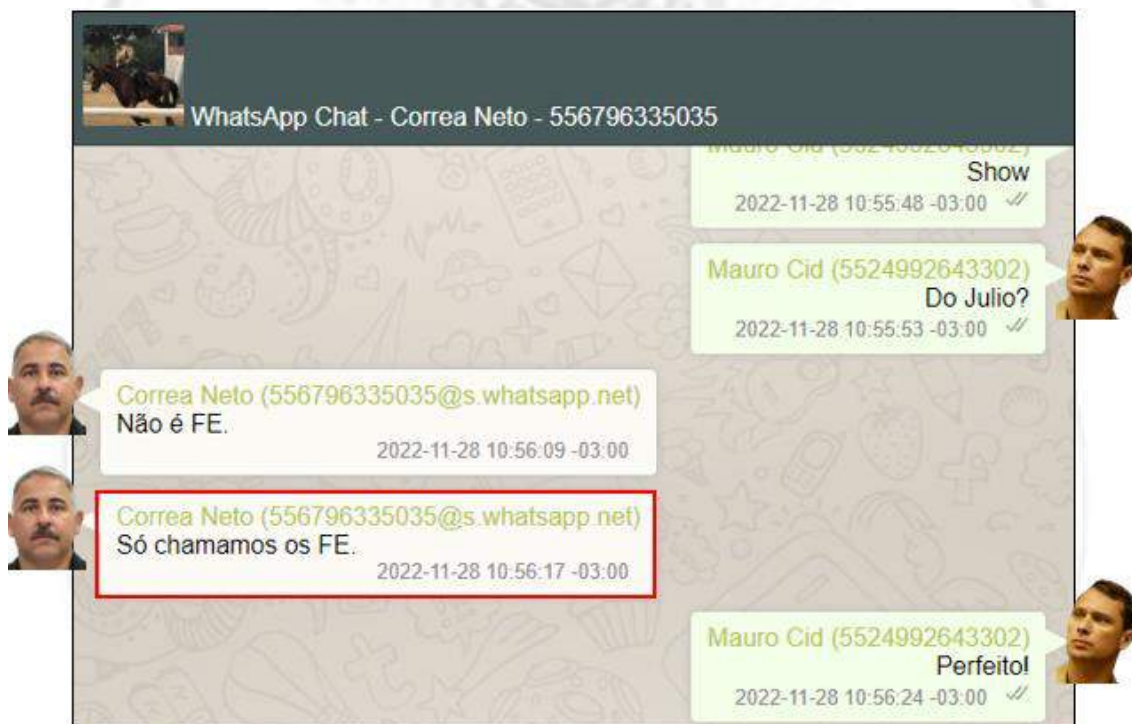 WhatsApp Chat - Correa Neto - 556796335035
Mauro Cid (5524992643302)
Show
2022-11-28 10:55:48 -03:00
Mauro Cid (5524992643302)
Do Julio?
2022-11-28 10:55:53 -03:00
Correa Neto (556796335035@s.whatsapp.net)
Não é FE.
2022-11-28 10:56:09 -03:00
Correa Neto (556796335035@s.whatsapp.net)
Só chamamos os FE.
2022-11-28 10:56:17 -03:00
Mauro Cid (5524992643302)
Perfeito!
2022-11-28 10:56:24 -03:00